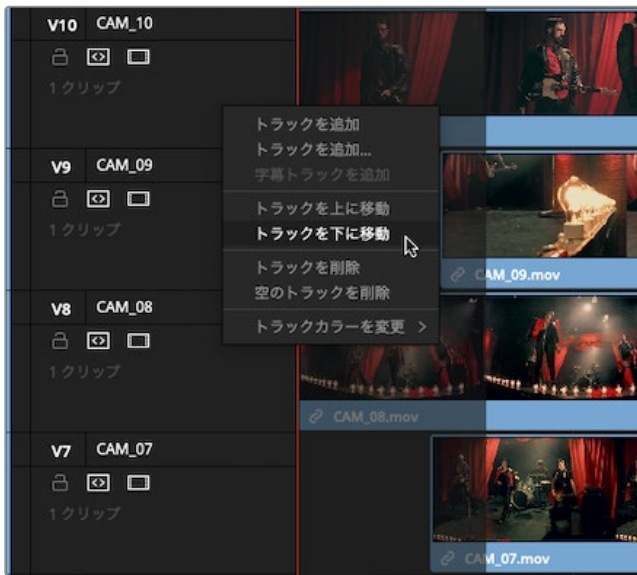 V10 CAM_10
1 クリップ
トラックを追加
トラックを追加...
字幕トラックを追加
トラックを上に移動
トラックを下に移動
トラックを削除
空のトラックを削除
トラックカラーを変更
V9 CAM_09
1 クリップ
CAM_09.mov
V8 CAM_08
1 クリップ
CAM_08.mov
V7 CAM_07
1 クリップ
CAM_07.mov